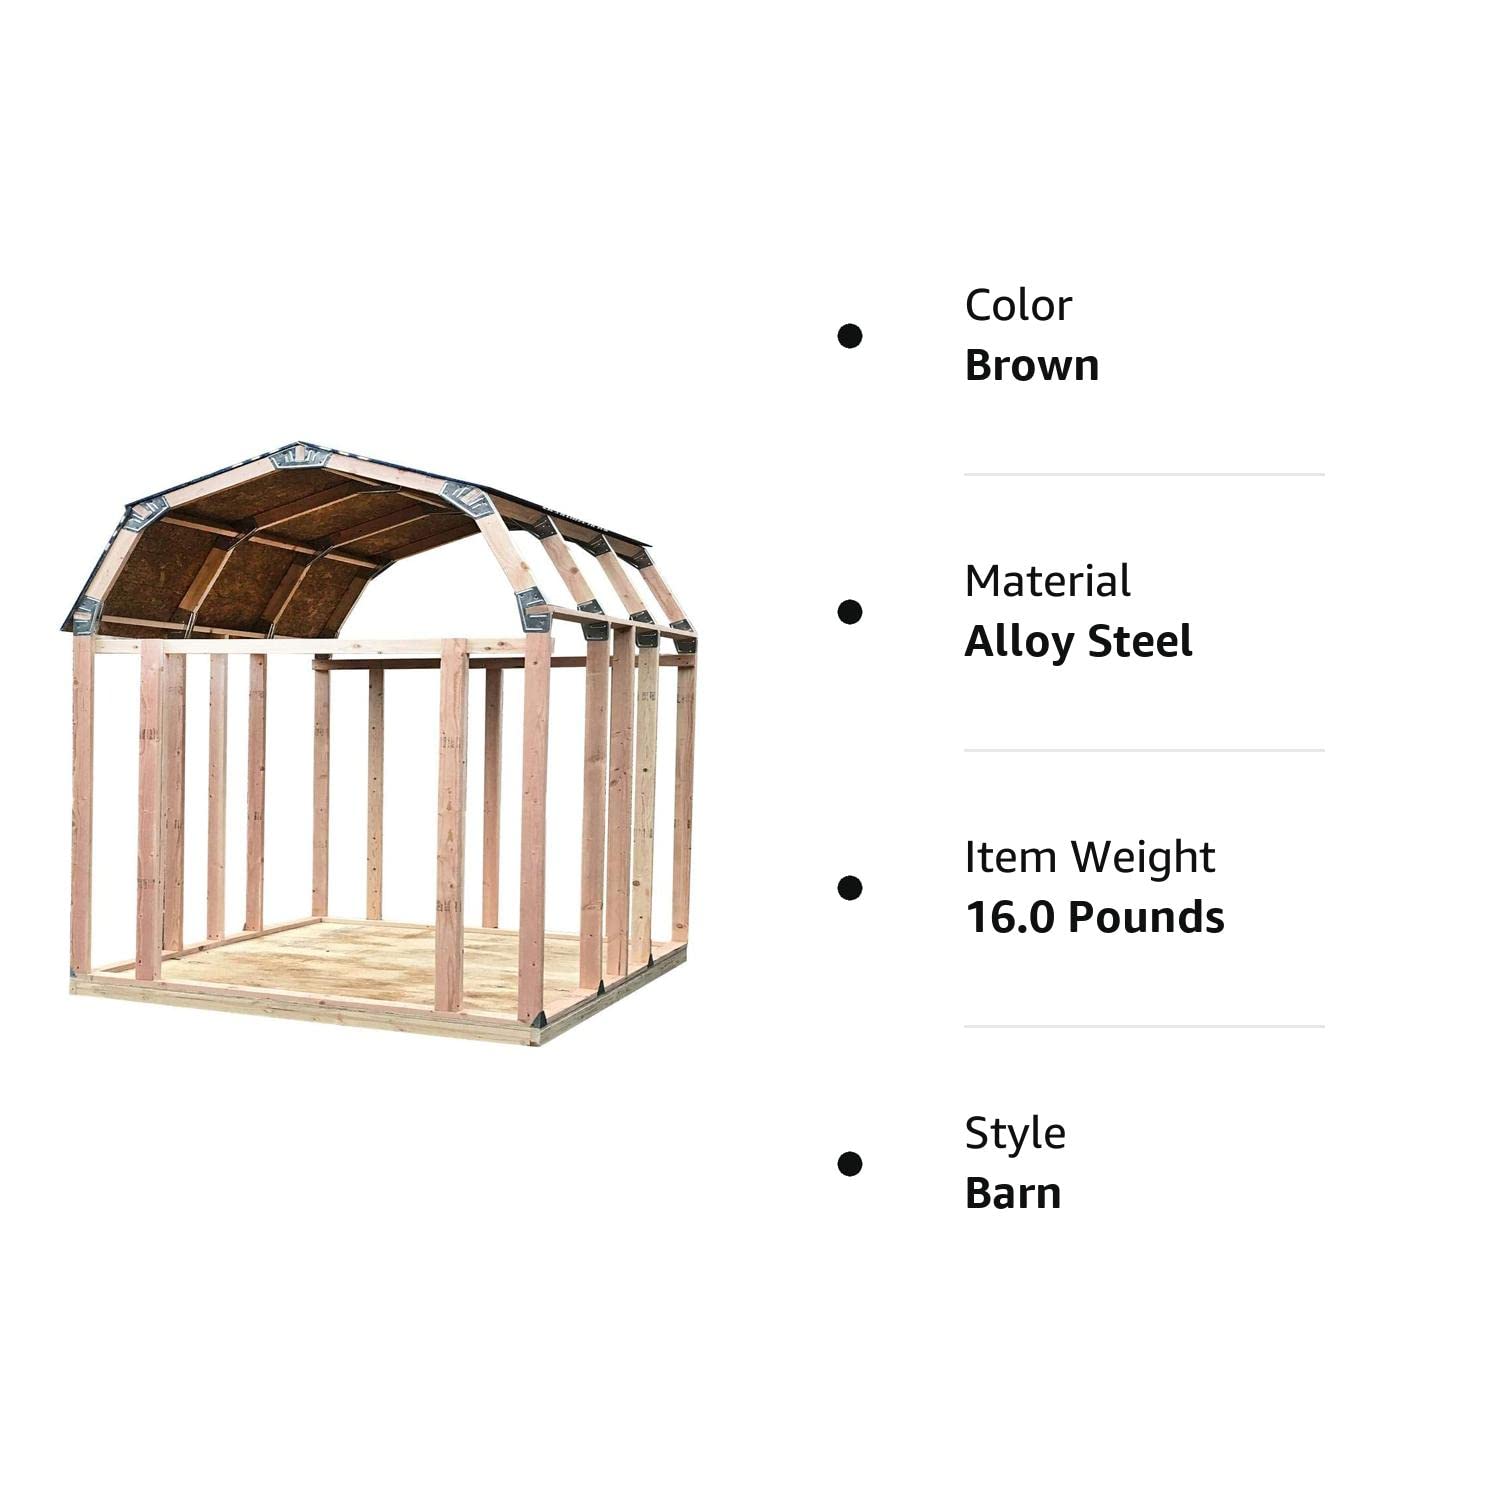 Color
Brown
Material
Alloy Steel
Item Weight
16.0 Pounds
Style
Barn